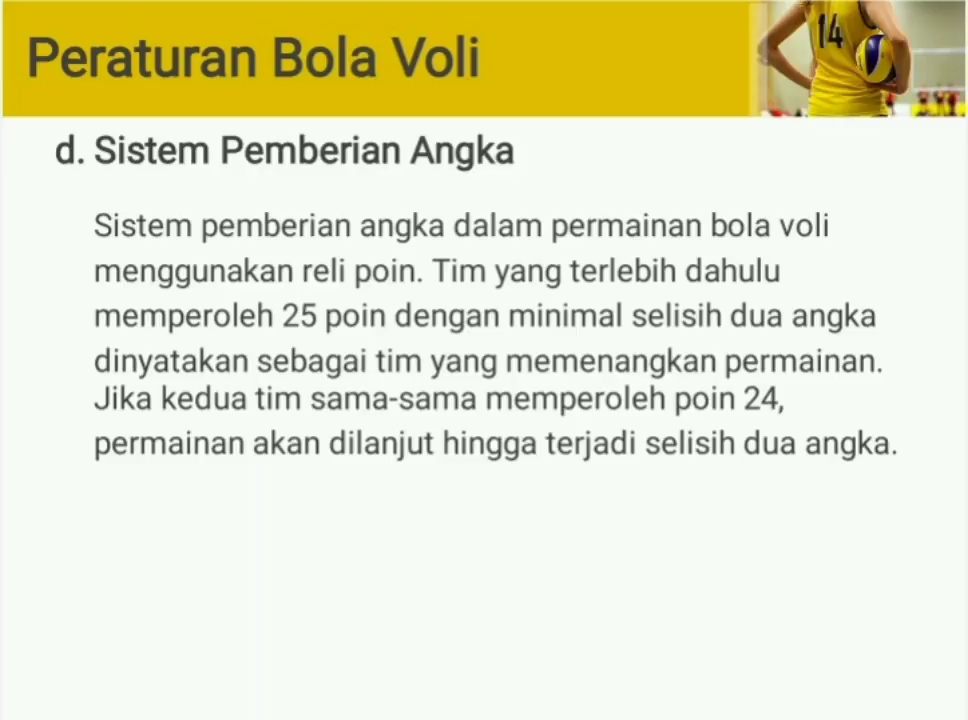 Peraturan Bola Voli
14
d. Sistem Pemberian Angka
Sistem pemberian angka dalam permainan bola voli
menggunakan reli poin. Tim yang terlebih dahulu
memperoleh 25 poin dengan minimal selisih dua angka
dinyatakan sebagai tim yang memenangkan permainan.
Jika kedua tim sama-sama memperoleh poin 24,
permainan akan dilanjut hingga terjadi selisih dua angka.